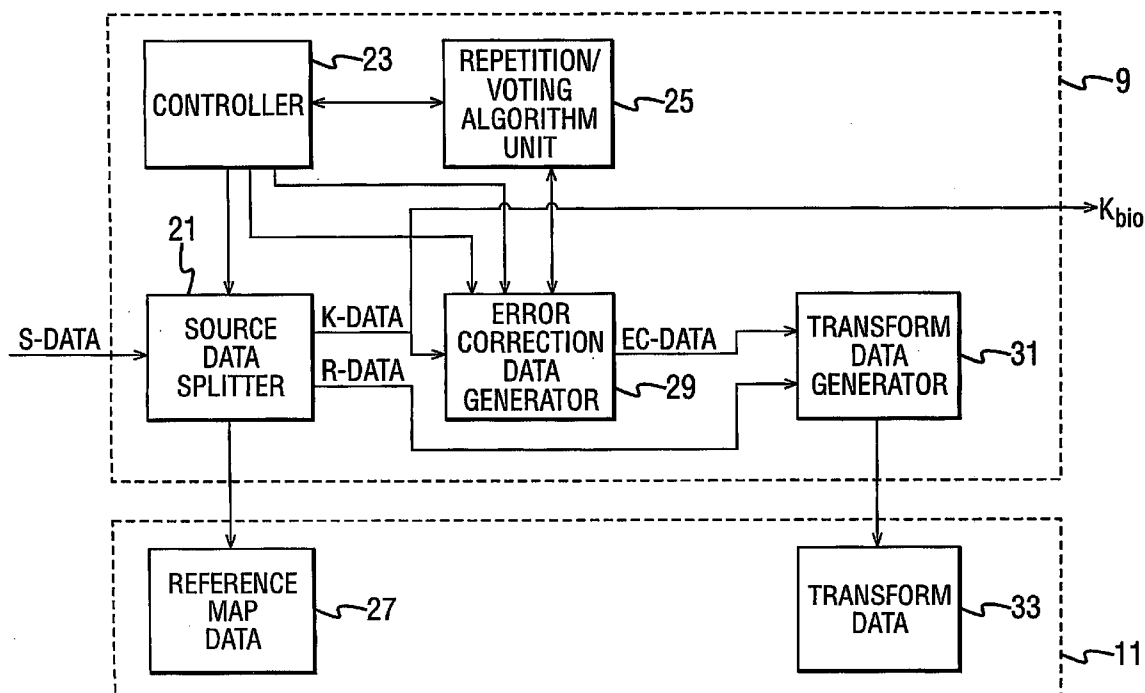 23
CONTROLLER
REPETITION/
VOTING
ALGORITHM
UNIT
25
9
K_bio
21
S-DATA
SOURCE
DATA
SPLITTER
K-DATA
R-DATA
ERROR
CORRECTION
DATA
GENERATOR
29
EC-DATA
TRANSFORM
DATA
GENERATOR
31
REFERENCE
MAP
DATA
27
TRANSFORM
DATA
33
11